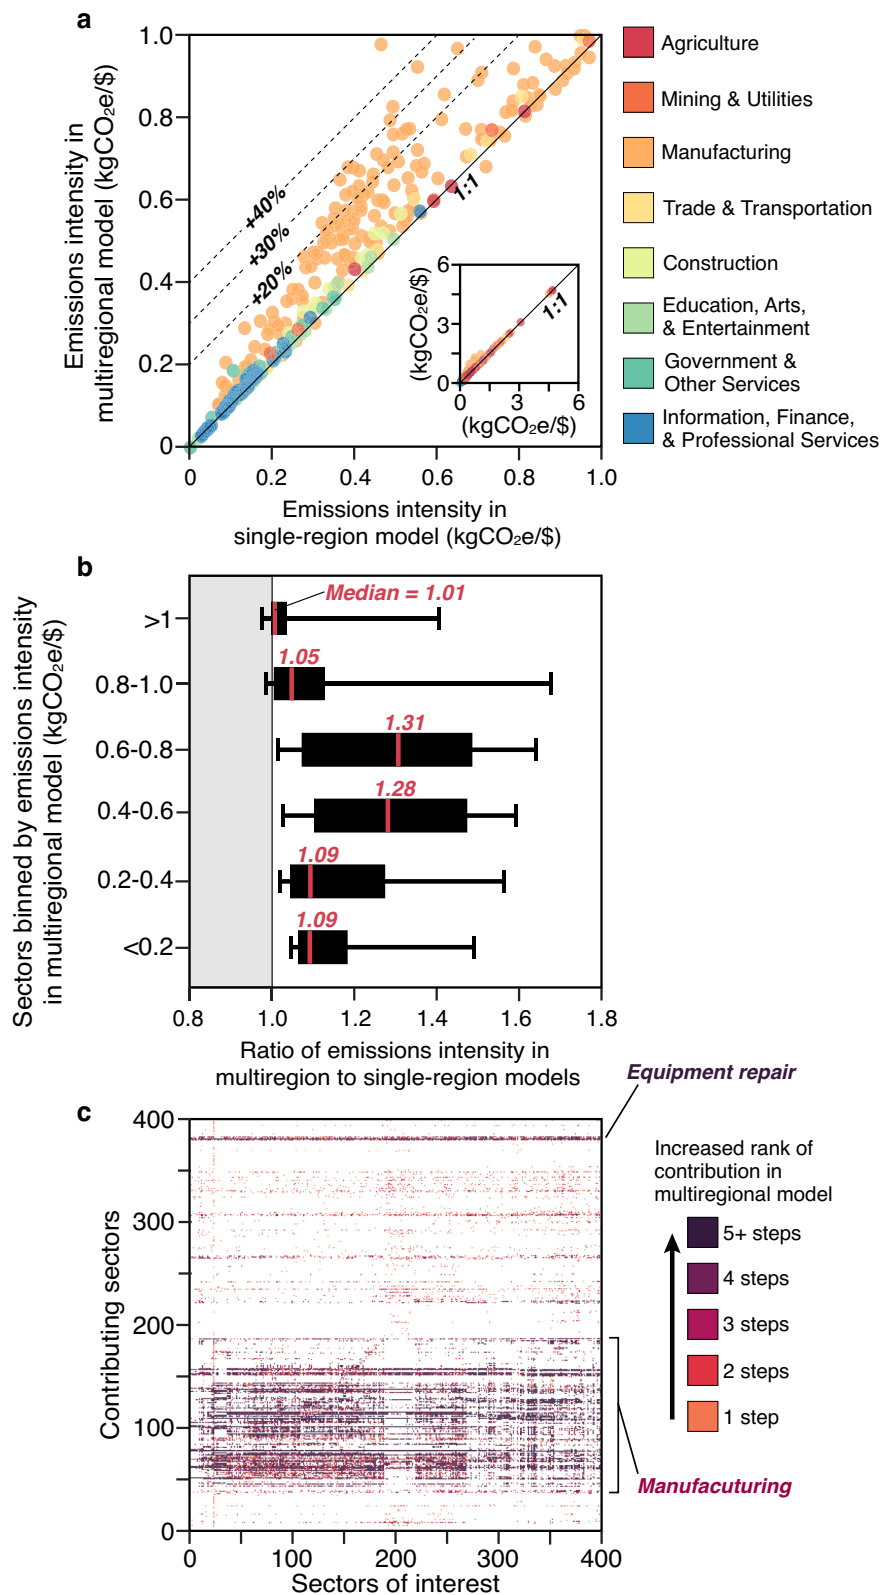 a
Emissions intensity in
multiregional model (kgCO₂e/$)
1.0
0.8
0.6
0.4
0.2
0
0
0.2
0.4
0.6
0.8
1.0
+40%
+30%
+20%
1:1
(kgCO₂e/$)
6
3
0
0
3
6
1:1
(kgCO₂e/$)
Emissions intensity in
single-region model (kgCO₂e/$)
Agriculture
Mining & Utilities
Manufacturing
Trade & Transportation
Construction
Education, Arts,
& Entertainment
Government &
Other Services
Information, Finance,
& Professional Services
b
Sectors binned by emissions intensity
in multiregional model (kgCO₂e/$)
>1
0.8-1.0
0.6-0.8
0.4-0.6
0.2-0.4
<0.2
Median = 1.01
1.05
1.31
1.28
1.09
1.09
0.8
1.0
1.2
1.4
1.6
1.8
Ratio of emissions intensity in
multiregion to single-region models
c
Contributing sectors
400
300
200
100
0
0
100
200
300
400
Sectors of interest
Equipment repair
Increased rank of
contribution in
multiregional model
5+ steps
4 steps
3 steps
2 steps
1 step
Manufacuturing